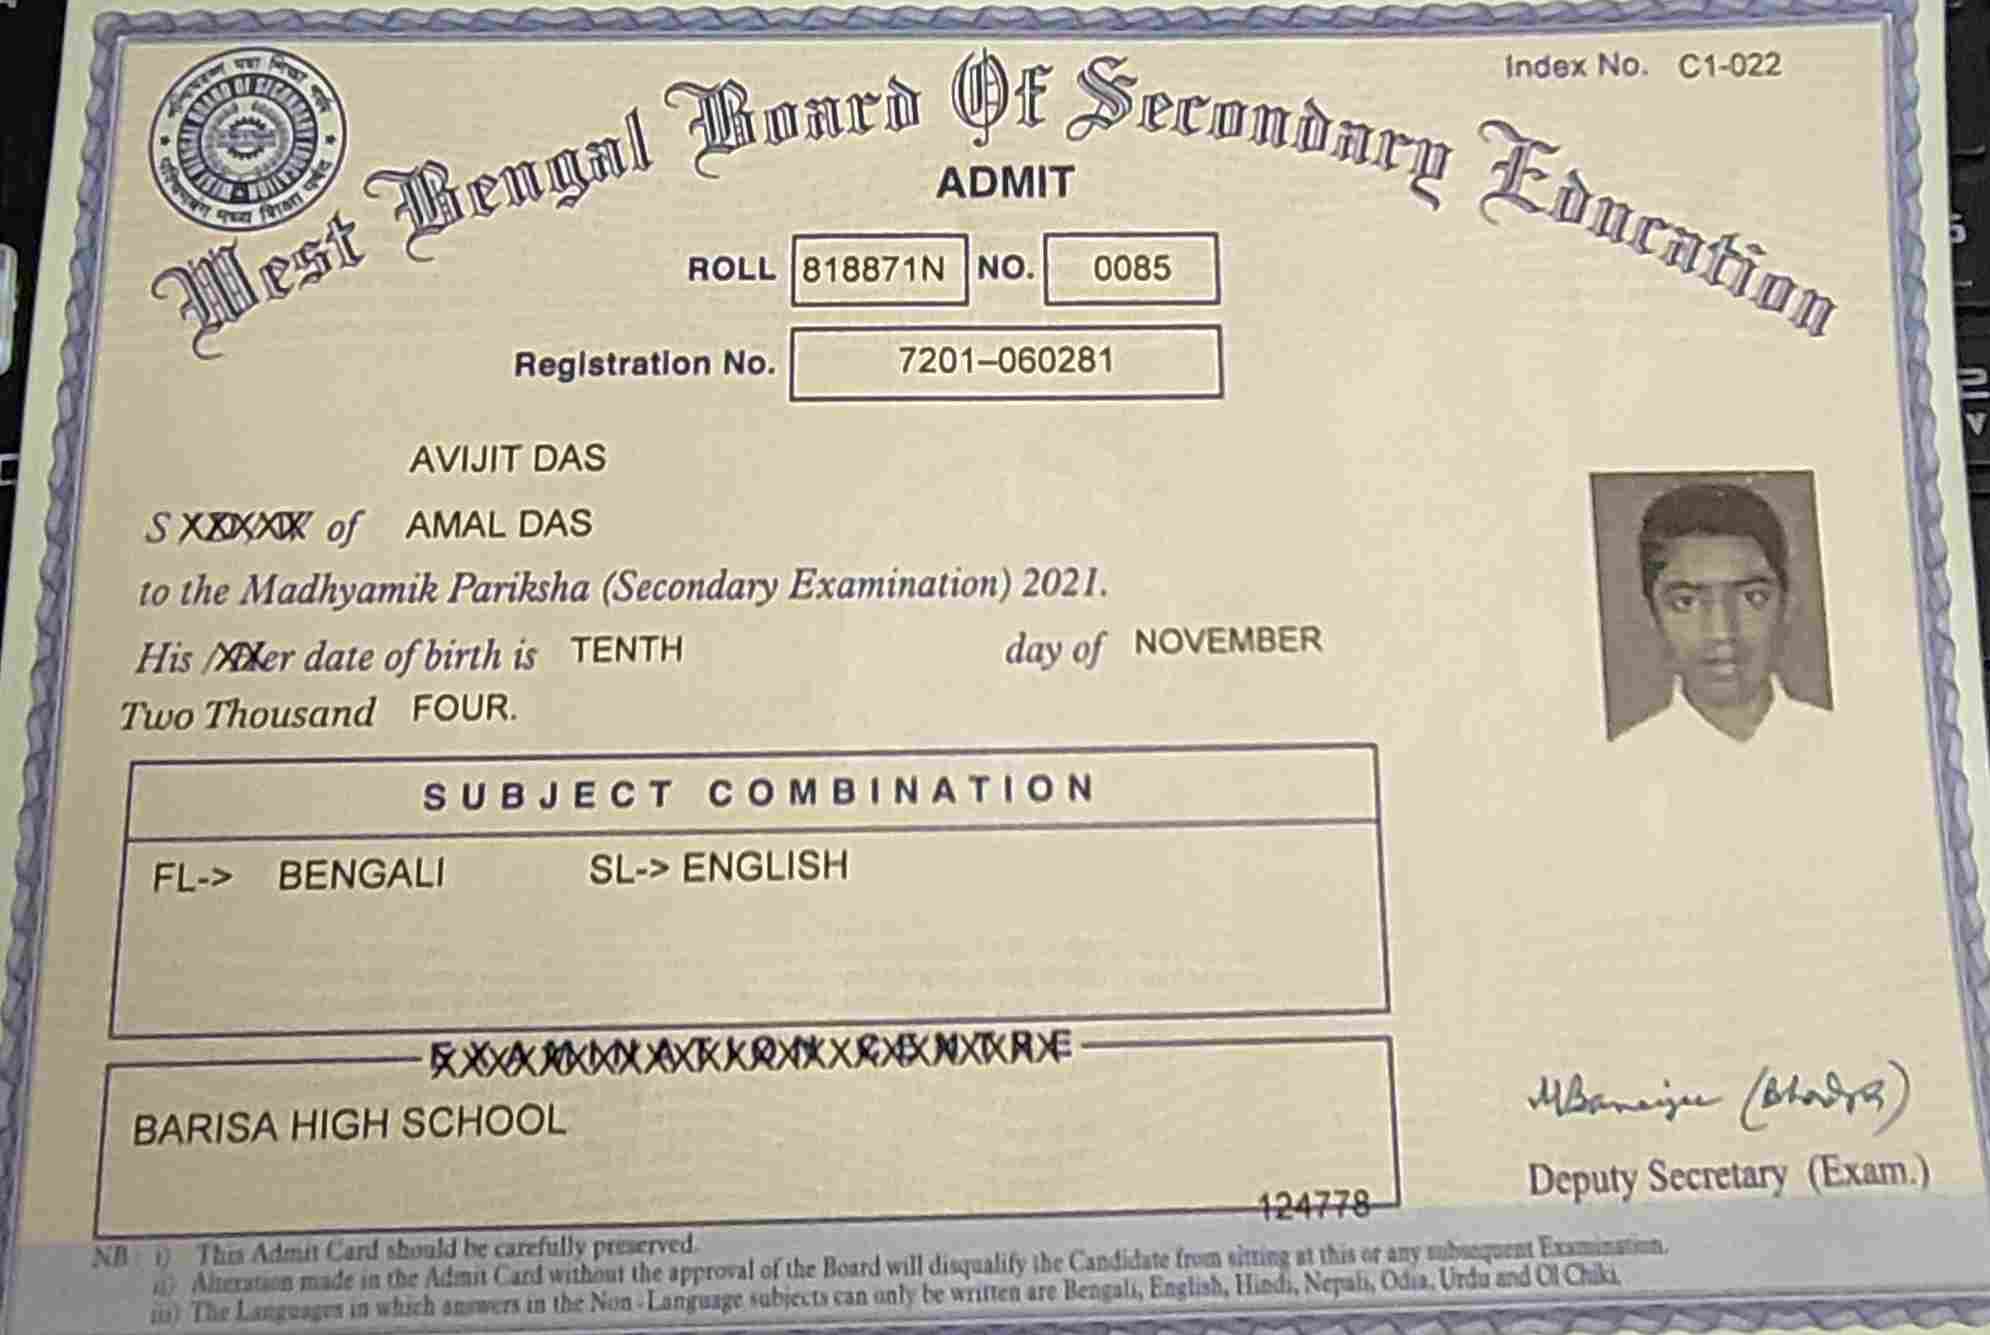 Index No. C1-022
West Bengal Board Of Secondary Education
ADMIT
ROLL 818871N NO. 0085
Registration No. 7201–060281
AVIJIT DAS
S of AMAL DAS
to the Madhyamik Pariksha (Secondary Examination) 2021.
His / er date of birth is TENTH day of NOVEMBER
Two Thousand FOUR.
SUBJECT COMBINATION
FL-> BENGALI SL-> ENGLISH
EXAMINATION CENTRE
BARISA HIGH SCHOOL
124778
Deputy Secretary (Exam.)
NB : i) This Admit Card should be carefully preserved.
ii) Alteration made in the Admit Card without the approval of the Board will disqualify the Candidate from sitting at this or any subsequent Examination.
iii) The Languages in which answers in the Non-Language subjects can only be written are Bengali, English, Hindi, Nepali, Odia, Urdu and Ol Chiki.